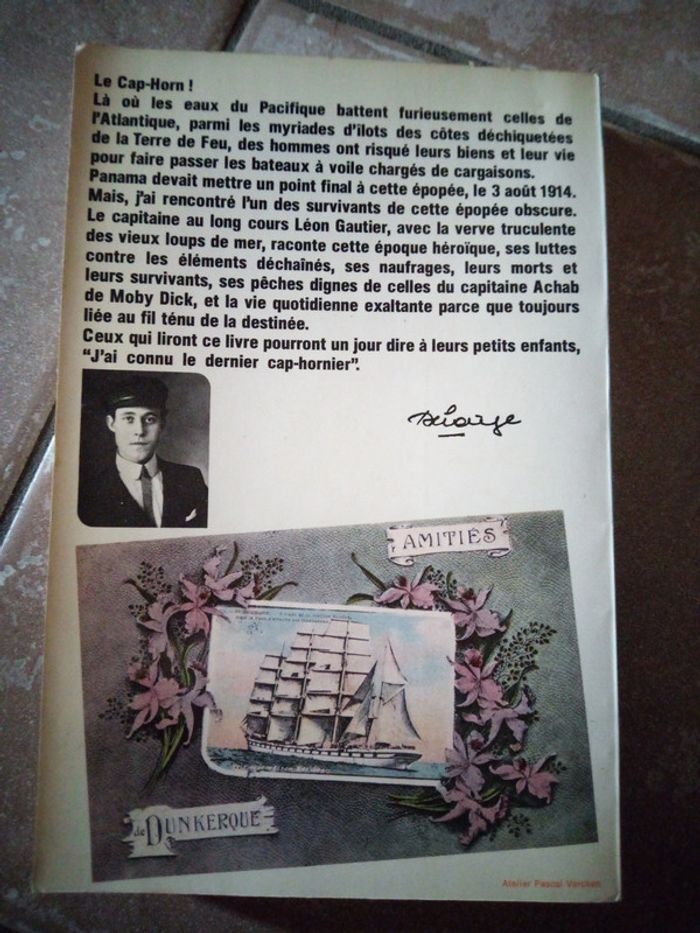 Le Cap-Horn !
Là où les eaux du Pacifique battent furieusement celles de
l'Atlantique, parmi les myriades d'îlots des côtes déchiquetées
de la Terre de Feu, des hommes ont risqué leurs biens et leur vie
pour faire passer les bateaux à voile chargés de cargaisons.
Panama devait mettre un point final à cette épopée, le 3 août 1914.
Mais, j'ai rencontré l'un des survivants de cette épopée obscure.
Le capitaine au long cours Léon Gautier, avec la verve truculente
des vieux loups de mer, raconte cette époque héroïque, ses luttes
contre les éléments déchaînés, ses naufrages, leurs morts et
leurs survivants, ses pêches dignes de celles du capitaine Achab
de Moby Dick, et la vie quotidienne exaltante parce que toujours
liée au fil ténu de la destinée.
Ceux qui liront ce livre pourront un jour dire à leurs petits enfants,
"J'ai connu le dernier cap-hornier".
AMITIÉS
de DUNKERQUE
Atelier Pascal Vercken